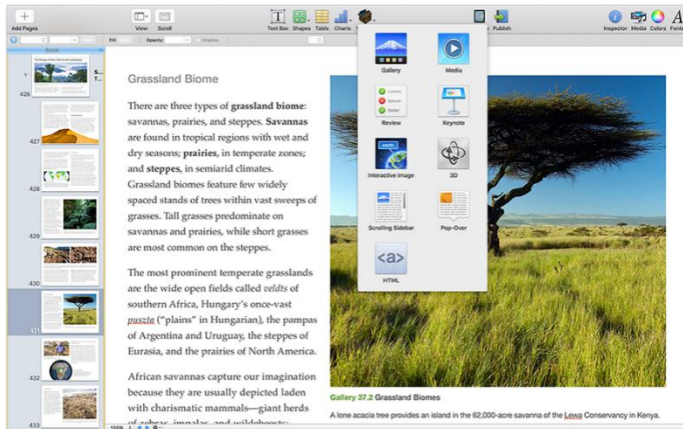 Add Pages
View
Scroll
Text Box
Shapes
Table
Charts
Publish
Inspector
Media
Colors
Book
Fill:
Opacity:
Shadow
426
427
428
429
430
431
432
433
Grassland Biome
There are three types of grassland biome:
savannas, prairies, and steppes. Savannas
are found in tropical regions with wet and
dry seasons; prairies, in temperate zones;
and steppes, in semiarid climates.
Grassland biomes feature few widely
spaced stands of trees within vast sweeps of
grasses. Tall grasses predominate on
savannas and prairies, while short grasses
are most common on the steppes.
The most prominent temperate grasslands
are the wide open fields called veldts of
southern Africa, Hungary's once-vast
puszta ("plains" in Hungarian), the pampas
of Argentina and Uruguay, the steppes of
Eurasia, and the prairies of North America.
African savannas capture our imagination
because they are usually depicted laden
with charismatic mammals—giant herds
of zebras, impalas, and wildebeests;
Gallery
Media
Review
Keynote
Interactive Image
3D
Scrolling Sidebar
Pop-Over
<a>
HTML
Gallery 37.2 Grassland Biomes
A lone acacia tree provides an island in the 62,000-acre savanna of the Lewa Conservancy in Kenya.